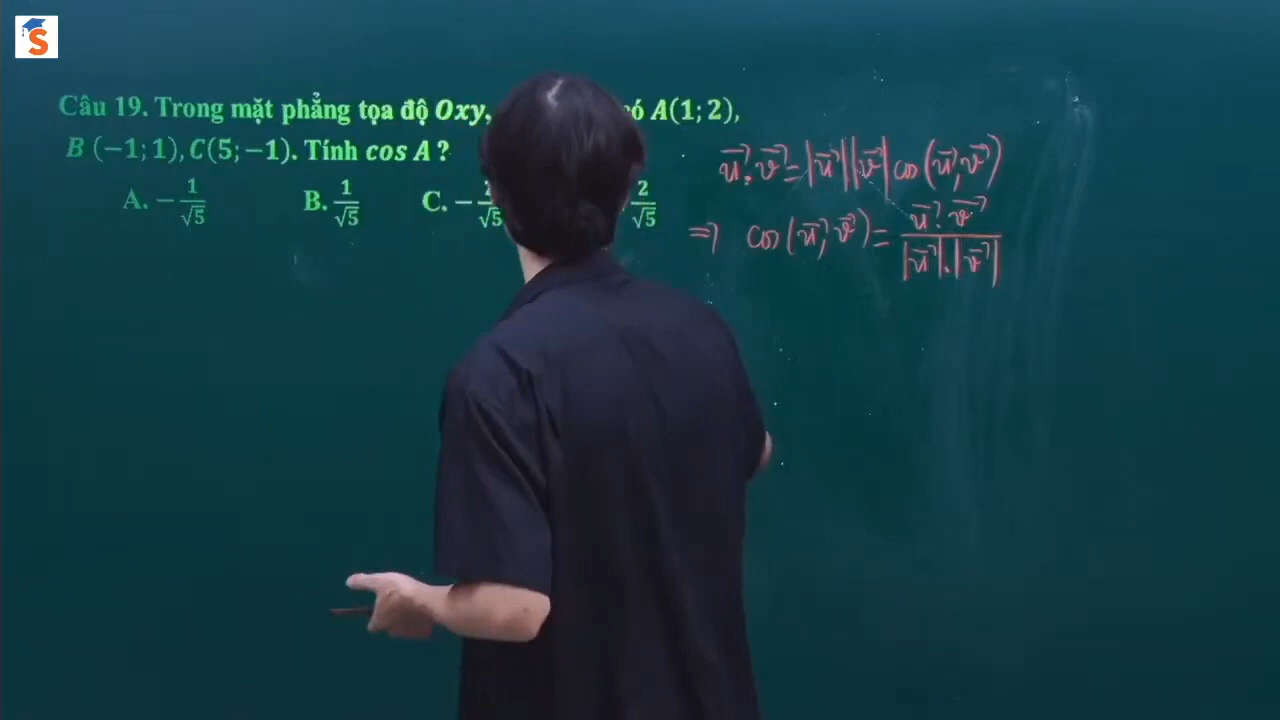 S
Câu 19. Trong mặt phẳng tọa độ Oxy, có A(1; 2),
B (−1; 1), C(5; −1). Tính cos A ?
A. −1/√5 B. 1/√5 C. −2/√5 2/√5
u⃗.v⃗ = |u⃗||v⃗| cos(u⃗,v⃗)
=> cos(u⃗,v⃗) = u⃗.v⃗ / |u⃗|.|v⃗|